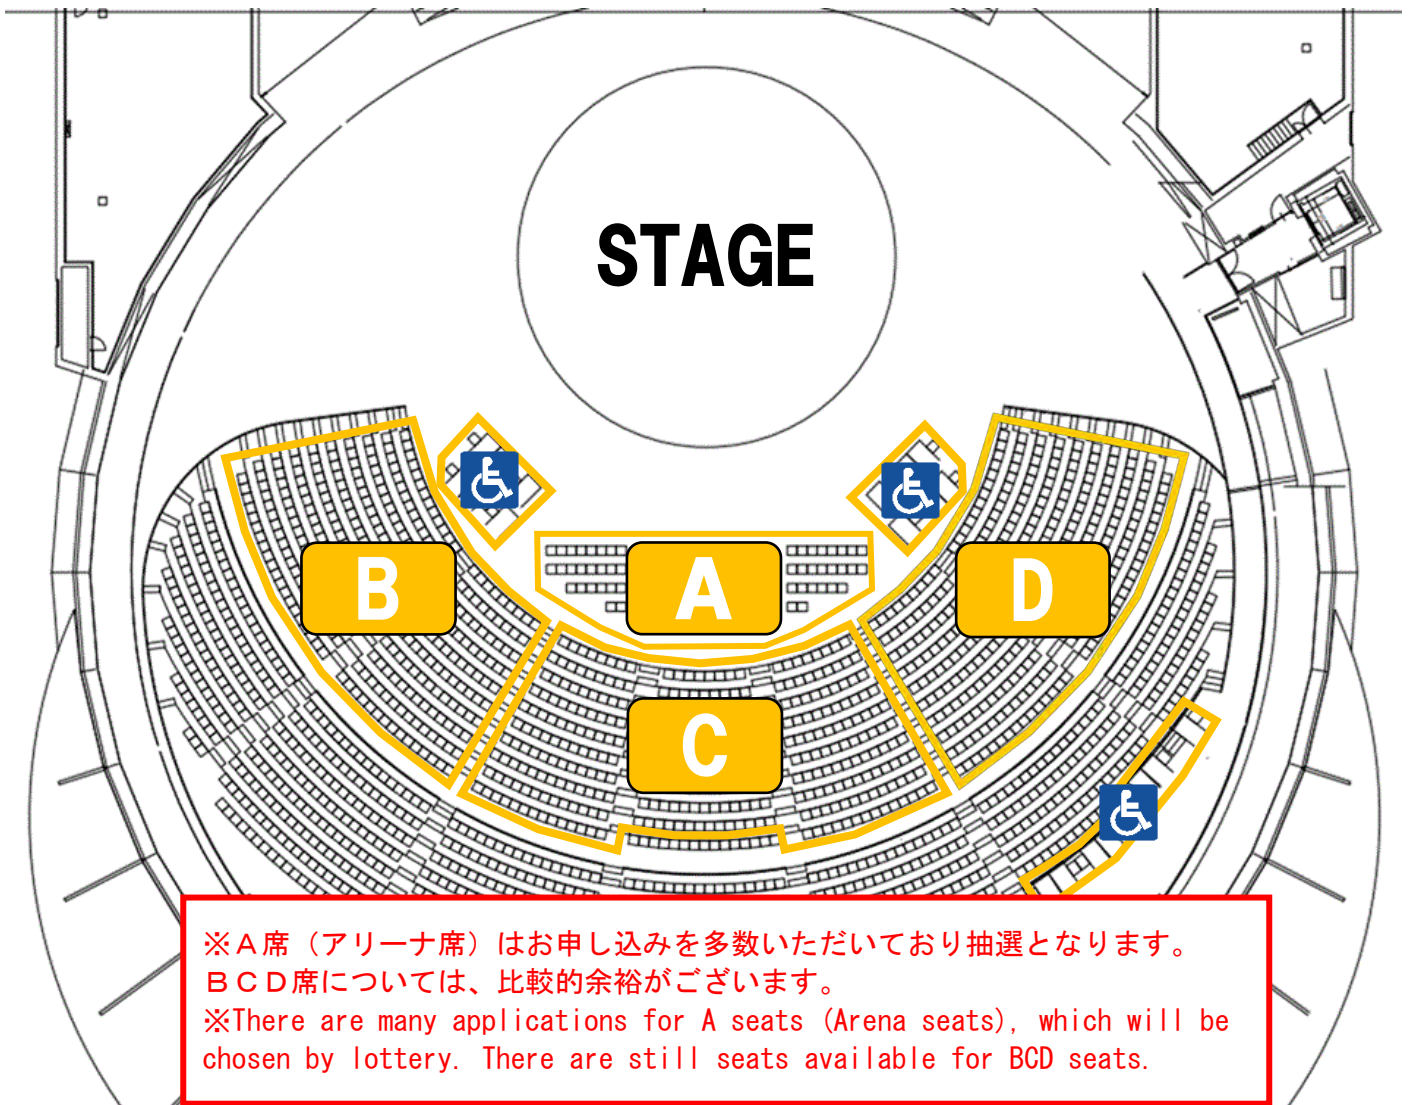 STAGE
B
A
D
C
※Ａ席（アリーナ席）はお申し込みを多数いただいており抽選となります。
ＢＣＤ席については、比較的余裕がございます。
※There are many applications for A seats (Arena seats), which will be
chosen by lottery. There are still seats available for BCD seats.